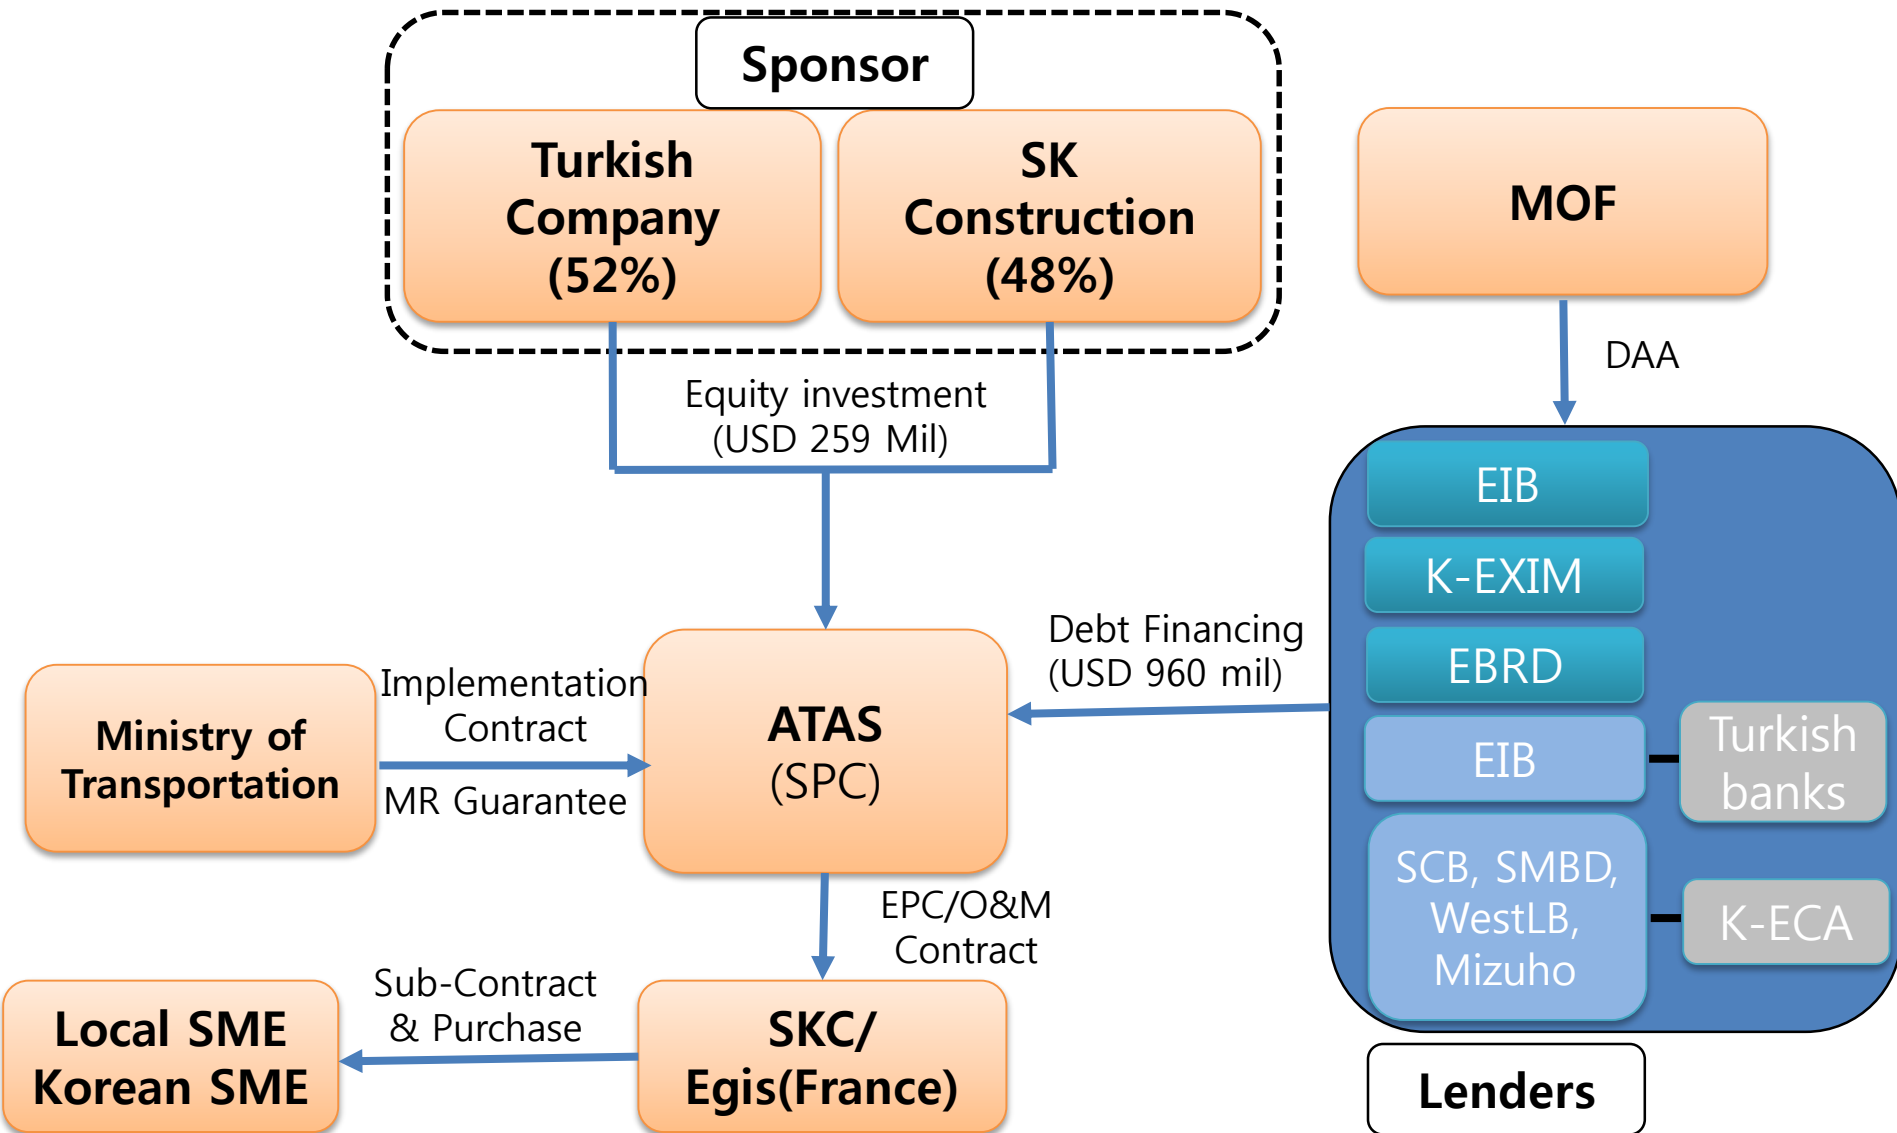 Sponsor
Turkish
Company
(52%)
SK
Construction
(48%)
MOF
DAA
Equity investment
(USD 259 Mil)
EIB
K-EXIM
EBRD
EIB
Turkish
banks
SCB, SMBD,
WestLB,
Mizuho
K-ECA
Lenders
Debt Financing
(USD 960 mil)
Ministry of
Transportation
Implementation
Contract
MR Guarantee
ATAS
(SPC)
EPC/O&M
Contract
SKC/
Egis(France)
Sub-Contract
& Purchase
Local SME
Korean SME